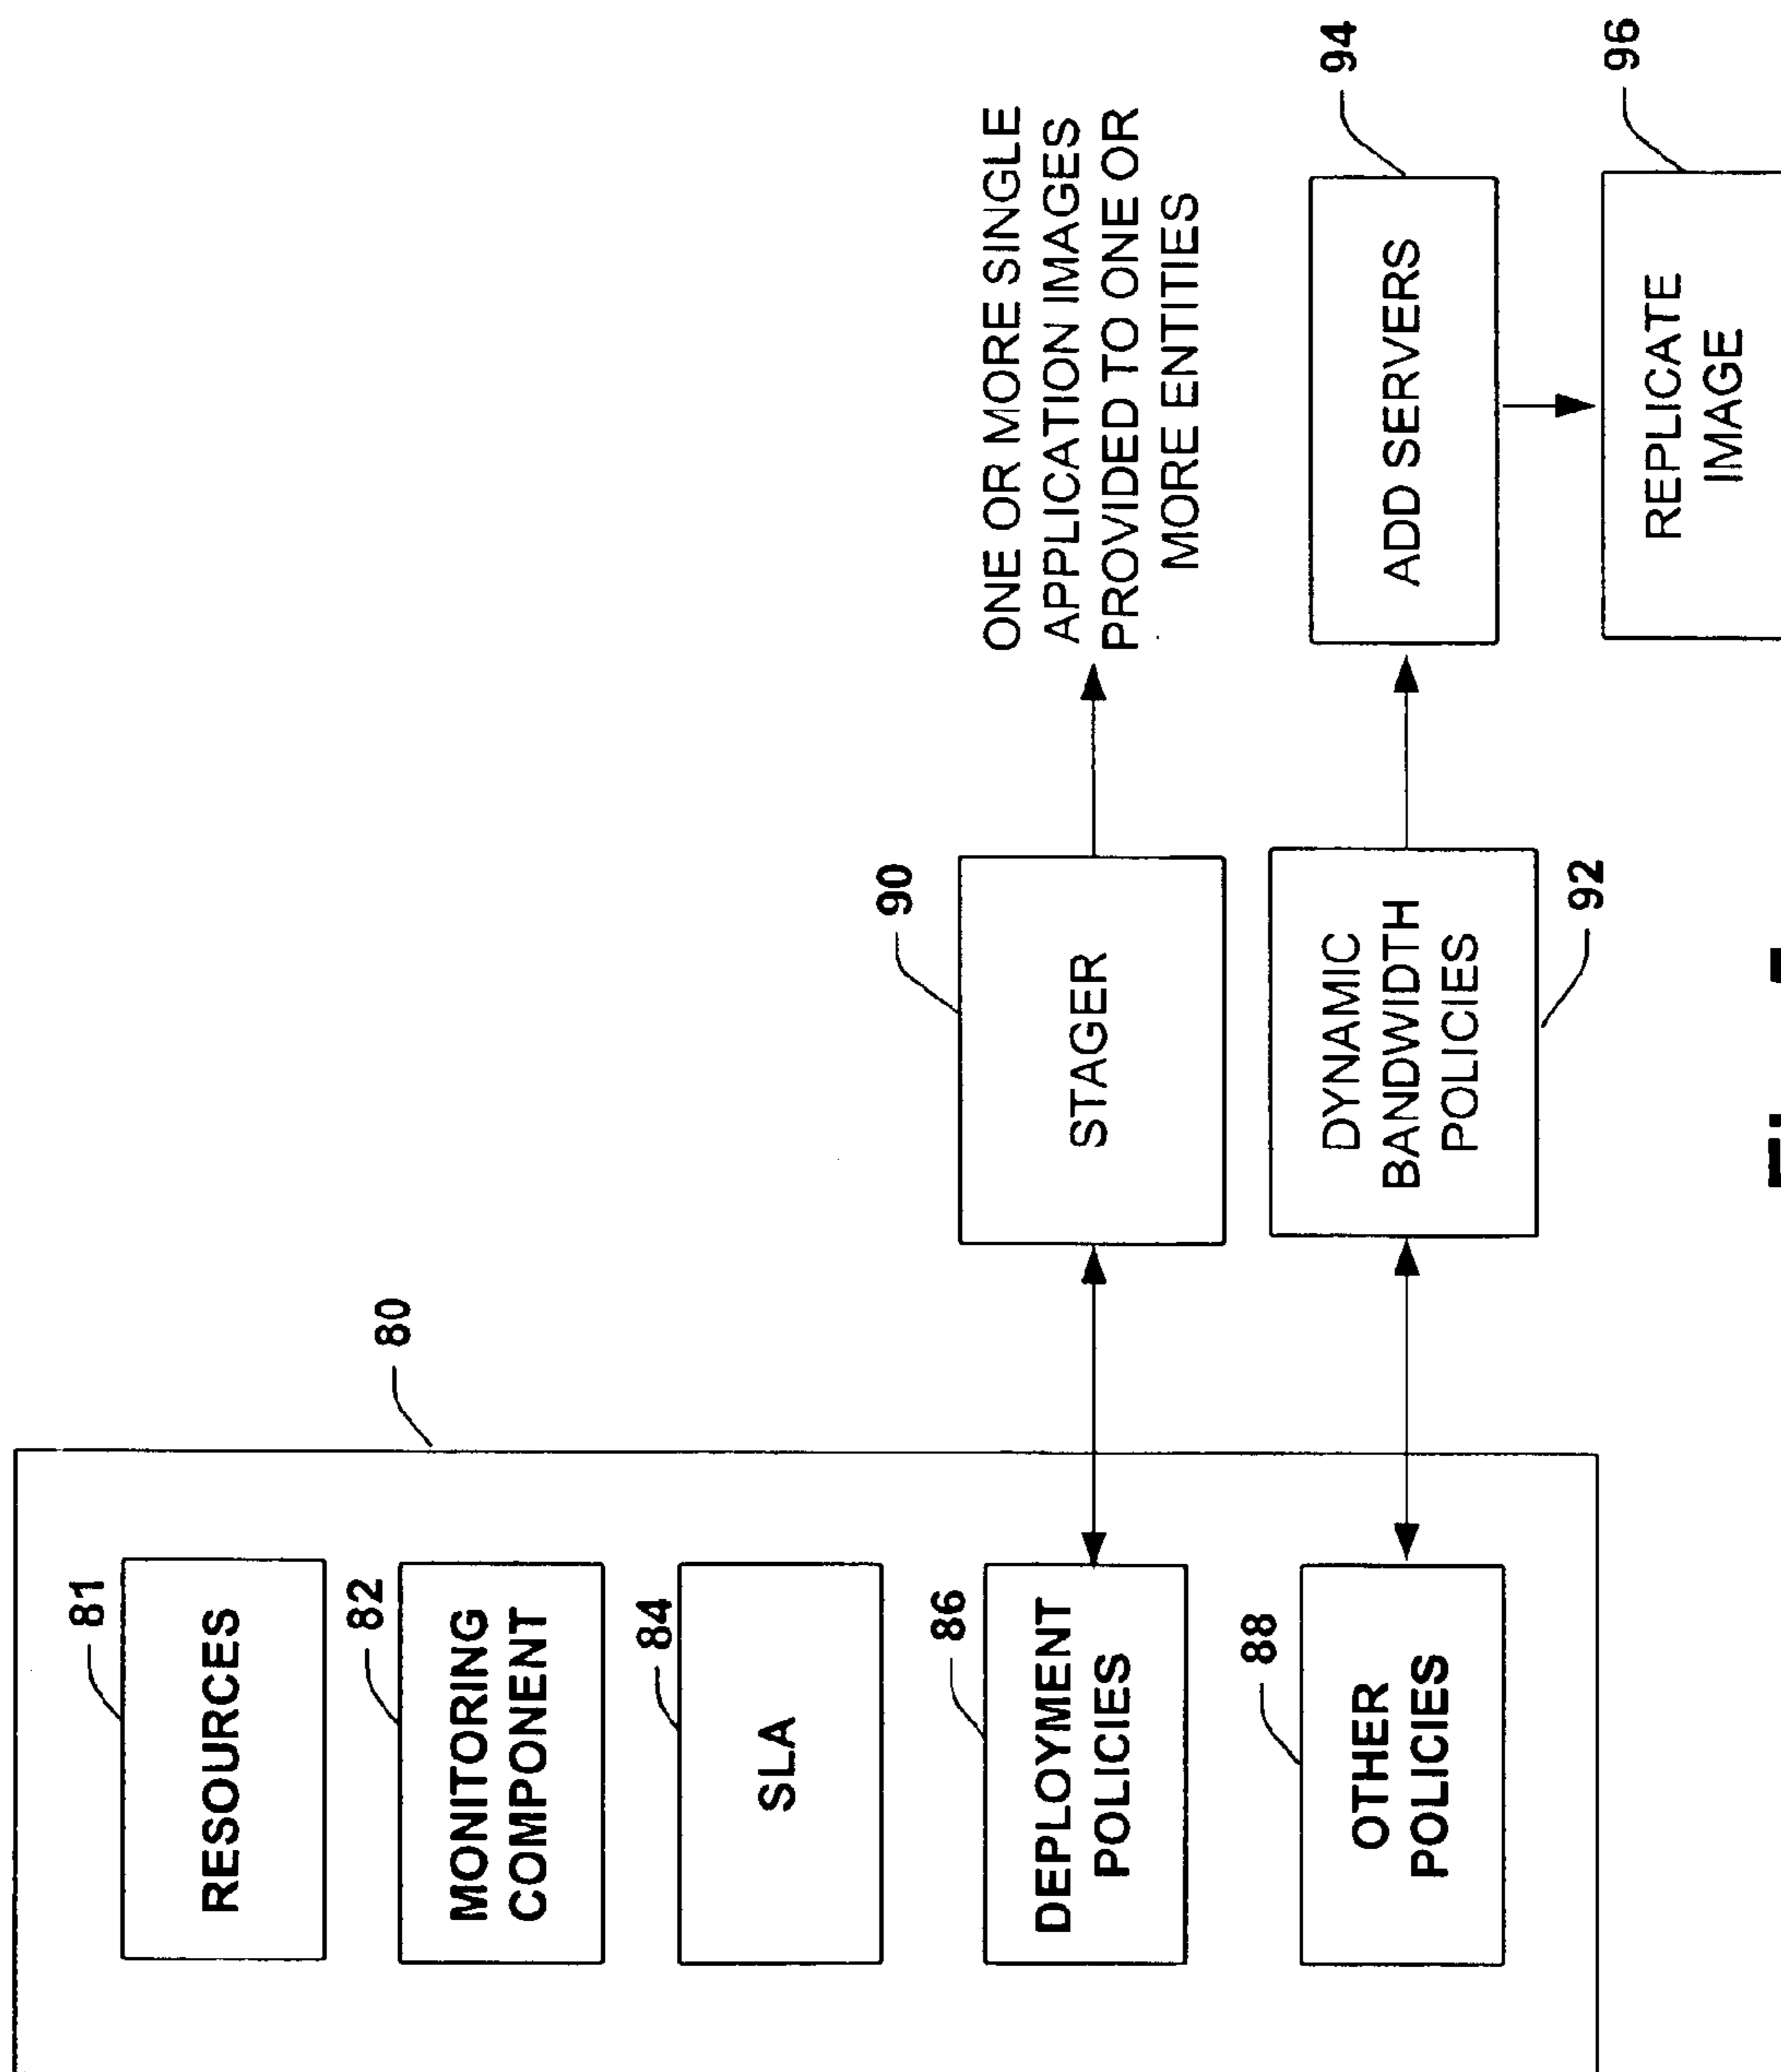 80
81
RESOURCES
82
MONITORING
COMPONENT
84
SLA
86
DEPLOYMENT
POLICIES
88
OTHER
POLICIES
90
STAGER
ONE OR MORE SINGLE
APPLICATION IMAGES
PROVIDED TO ONE OR
MORE ENTITIES
DYNAMIC
BANDWIDTH
POLICIES
92
94
ADD SERVERS
96
REPLICATE
IMAGE